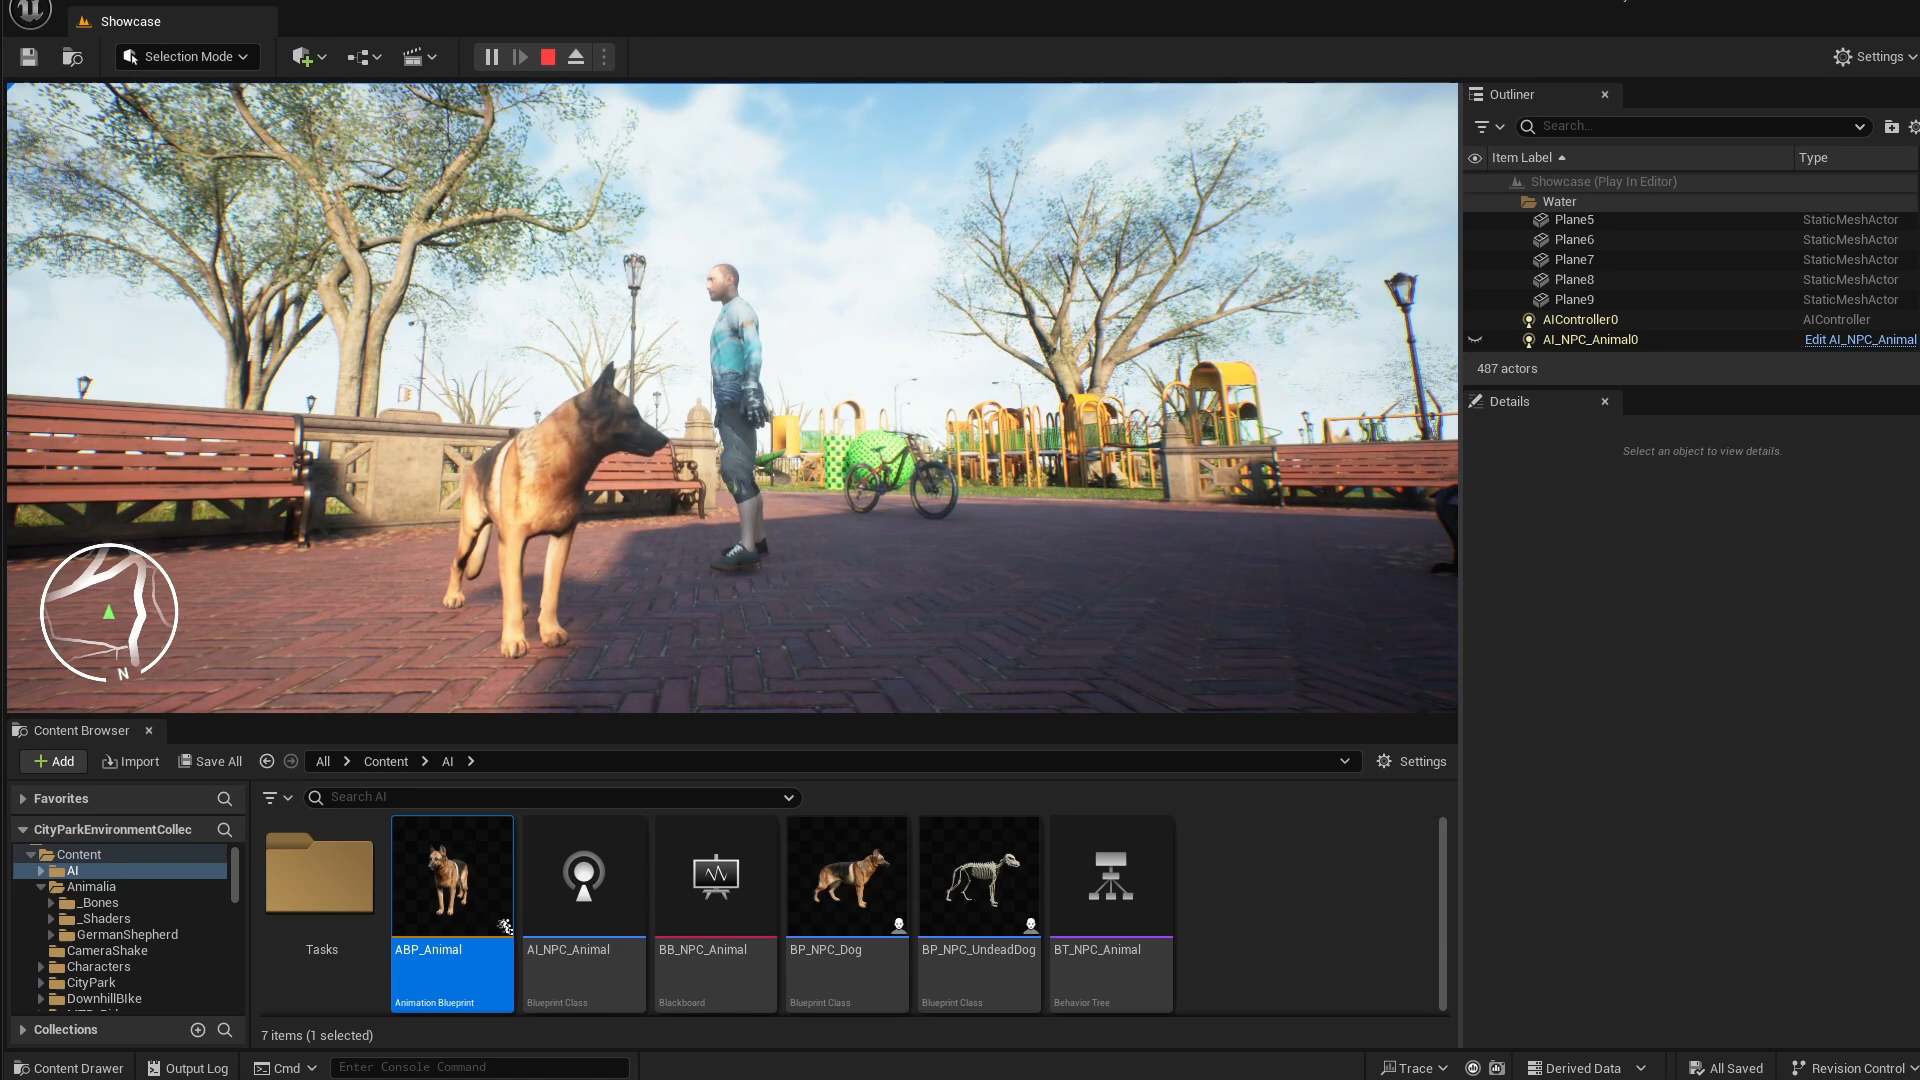 Showcase
Selection Mode
Settings
Outliner
Search...
Item Label
Type
Showcase (Play In Editor)
Water
Plane5 StaticMeshActor
Plane6 StaticMeshActor
Plane7 StaticMeshActor
Plane8 StaticMeshActor
Plane9 StaticMeshActor
AIController0 AIController
AI_NPC_Animal0 Edit AI_NPC_Animal
487 actors
Details
Select an object to view details.
N
Content Browser
Add
Import
Save All
All
Content
AI
Settings
Favorites
Search AI
CityParkEnvironmentCollec
Content
AI
Animalia
_Bones
_Shaders
GermanShepherd
CameraShake
Characters
CityPark
DownhillBIke
Collections
Tasks
ABP_Animal
Animation Blueprint
AI_NPC_Animal
Blueprint Class
BB_NPC_Animal
Blackboard
BP_NPC_Dog
Blueprint Class
BP_NPC_UndeadDog
Blueprint Class
BT_NPC_Animal
Behavior Tree
7 items (1 selected)
Content Drawer
Output Log
Cmd
Enter Console Command
Trace
Derived Data
All Saved
Revision Control